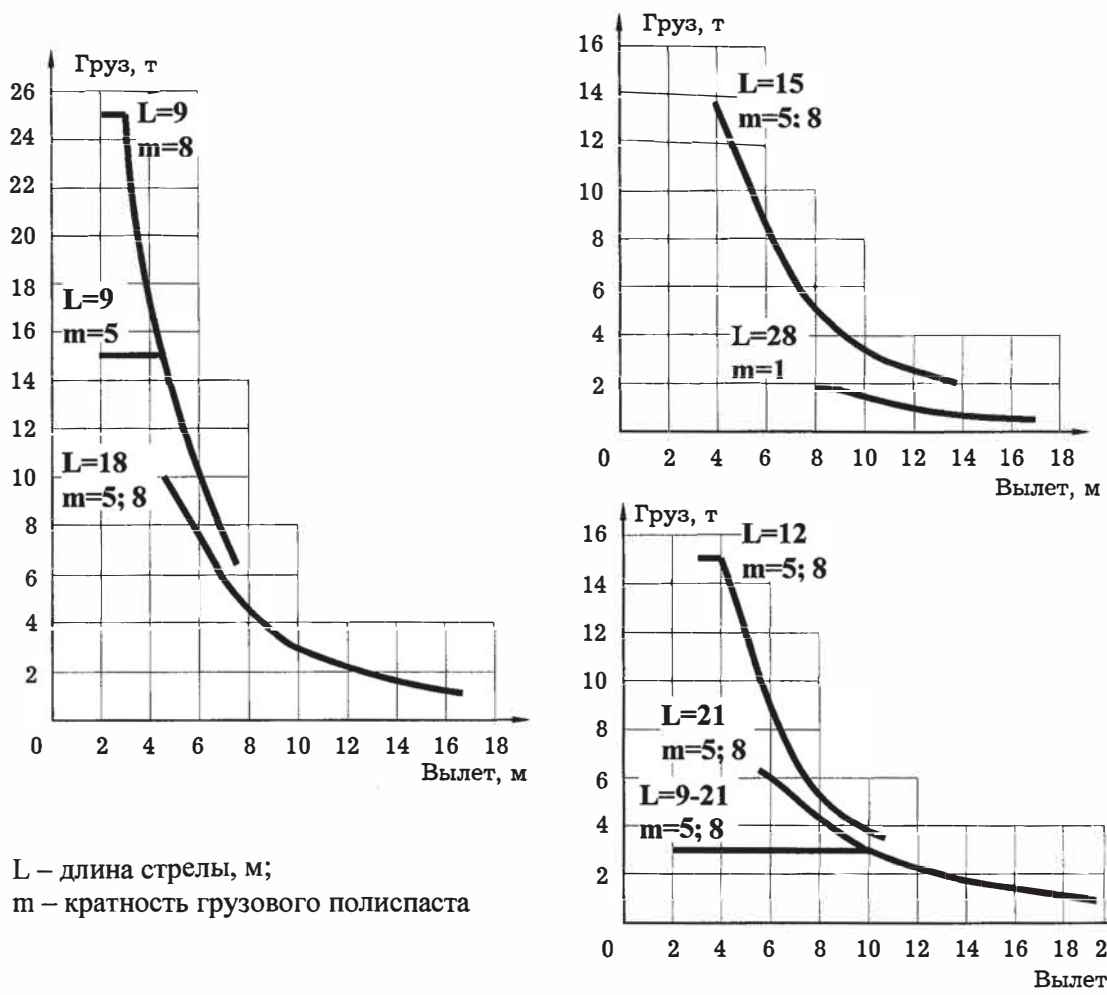 Груз, т
26
24
22
20
18
16
14
12
10
8
6
4
2
L=9
m=8
L=9
m=5
L=18
m=5; 8
0 2 4 6 8 10 12 14 16 18
Вылет, м
L – длина стрелы, м;
m – кратность грузового полиспаста
Груз, т
16
14
12
10
8
6
4
2
L=15
m=5; 8
L=28
m=1
0 2 4 6 8 10 12 14 16 18
Вылет, м
Груз, т
16
14
12
10
8
6
4
2
L=12
m=5; 8
L=21
m=5; 8
L=9-21
m=5; 8
0 2 4 6 8 10 12 14 16 18 2
Вылет